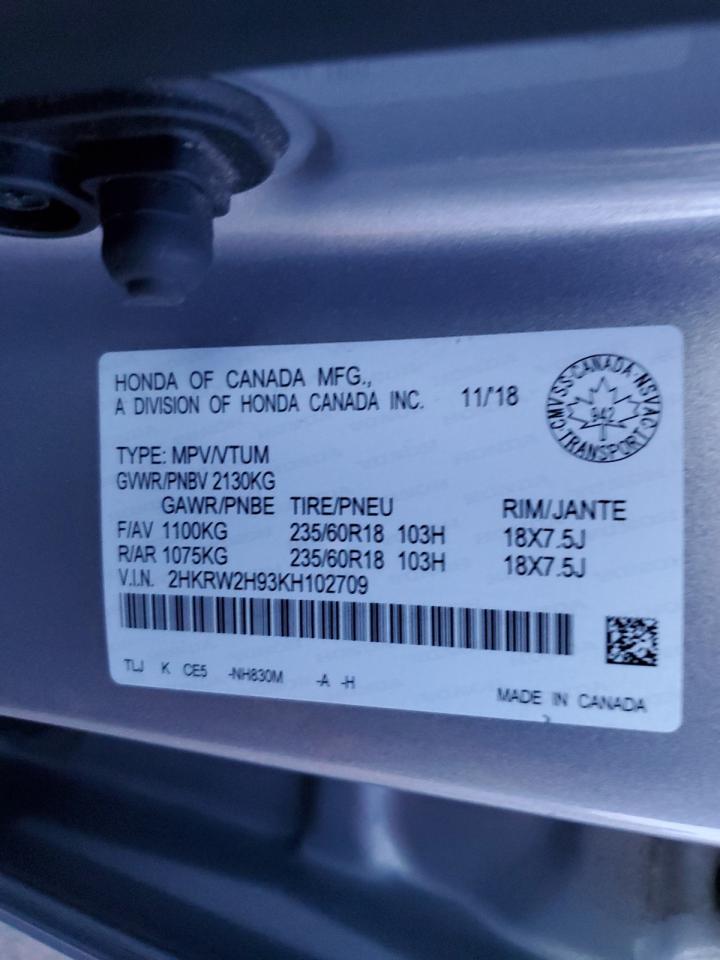 HONDA OF CANADA MFG.,
A DIVISION OF HONDA CANADA INC. 11/'18
CMVSS·CANADA·NSVAC·TRANSPORT
942
TYPE: MPV/VTUM
GVWR/PNBV 2130KG
GAWR/PNBE TIRE/PNEU RIM/JANTE
F/AV 1100KG 235/60R18 103H 18X7.5J
R/AR 1075KG 235/60R18 103H 18X7.5J
V.I.N. 2HKRW2H93KH102709
TLJ K CE5 -NH830M -A -H
MADE IN CANADA